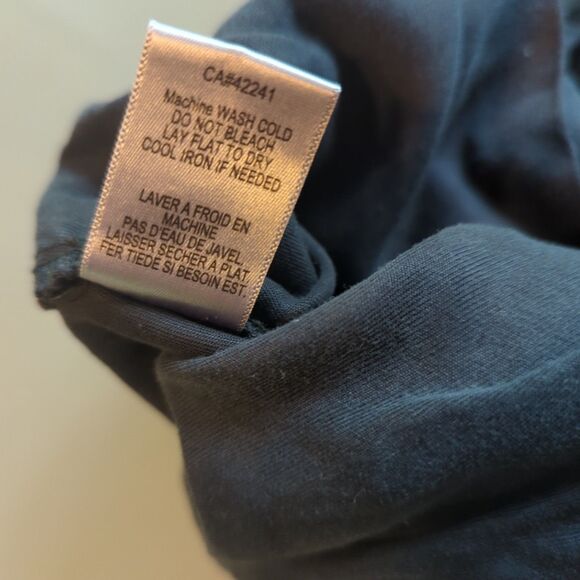 CA#42241
Machine WASH COLD
DO NOT BLEACH
LAY FLAT TO DRY
COOL IRON IF NEEDED
LAVER A FROID EN
MACHINE
PAS D'EAU DE JAVEL
LAISSER SECHER A PLAT
FER TIEDE SI BESOIN EST.